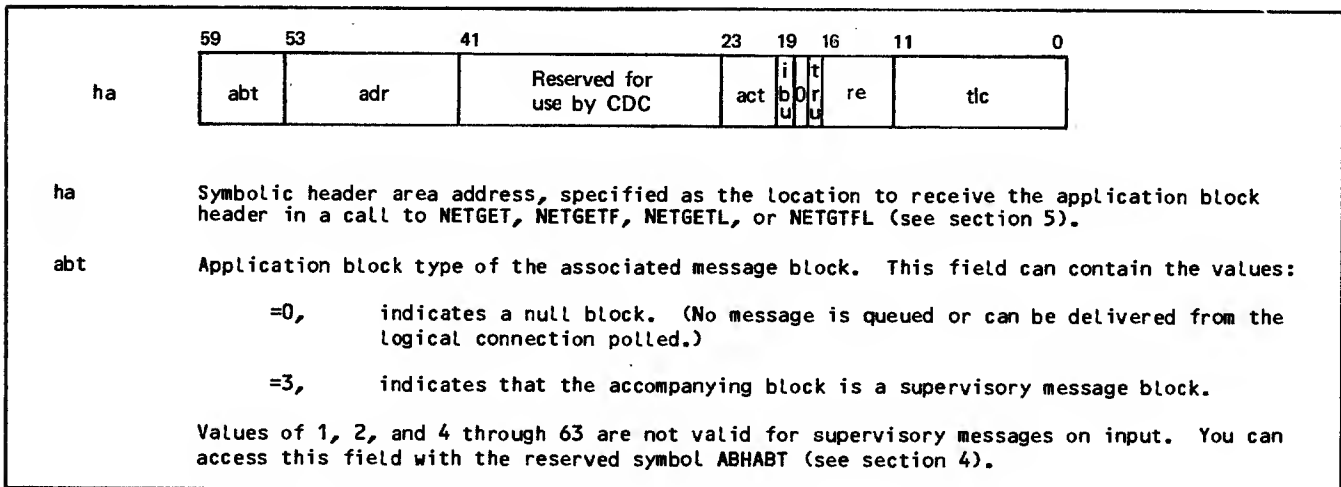 59 53 41 23 19 16 11 0
ha abt adr Reserved for use by CDC act ibu 0 tru re tlc
ha Symbolic header area address, specified as the location to receive the application block
header in a call to NETGET, NETGETF, NETGETL, or NETGTFL (see section 5).
abt Application block type of the associated message block. This field can contain the values:
=0, indicates a null block. (No message is queued or can be delivered from the
logical connection polled.)
=3, indicates that the accompanying block is a supervisory message block.
Values of 1, 2, and 4 through 63 are not valid for supervisory messages on input. You can
access this field with the reserved symbol ABHABT (see section 4).